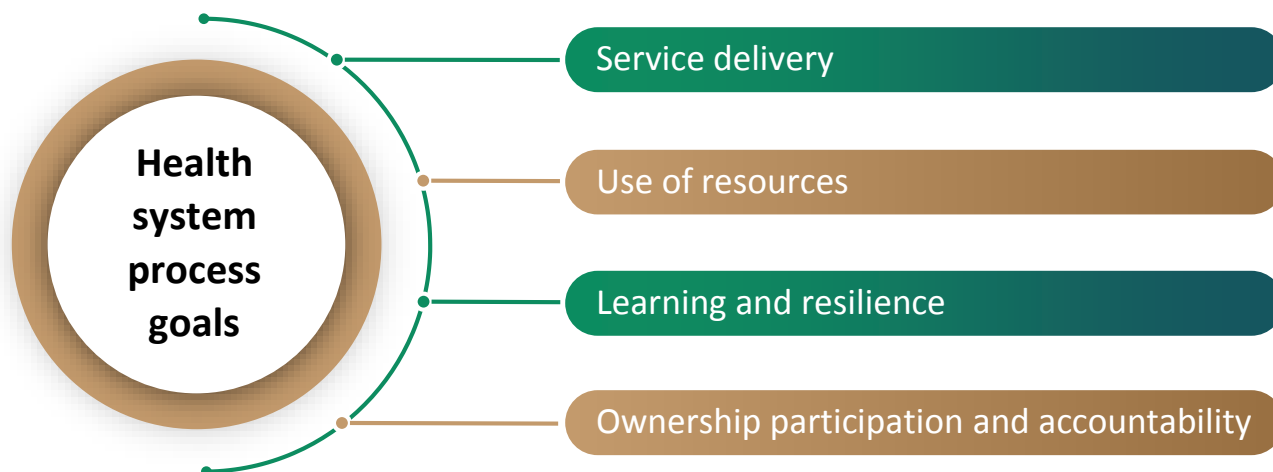 Health
system
process
goals
Service delivery
Use of resources
Learning and resilience
Ownership participation and accountability